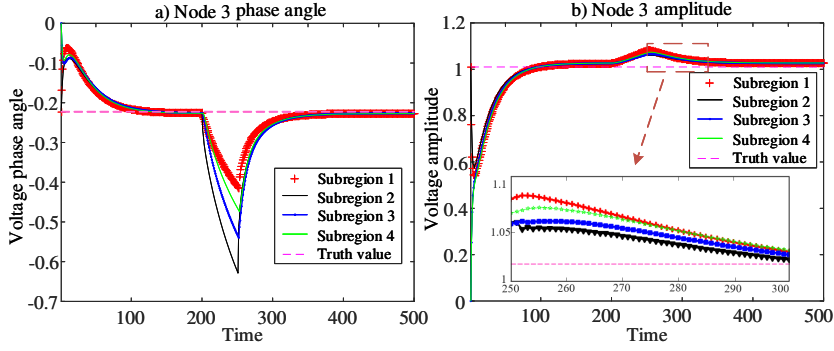 a) Node 3 phase angle
Voltage phase angle
0
-0.1
-0.2
-0.3
-0.4
-0.5
-0.6
-0.7
100
200
300
400
500
Time
Subregion 1
Subregion 2
Subregion 3
Subregion 4
Truth value
b) Node 3 amplitude
Voltage amplitude
1.2
1
0.8
0.6
0.4
0.2
0
100
200
300
400
500
Time
Subregion 1
Subregion 2
Subregion 3
Subregion 4
Truth value
1.1
1.05
1
250
260
270
280
290
300